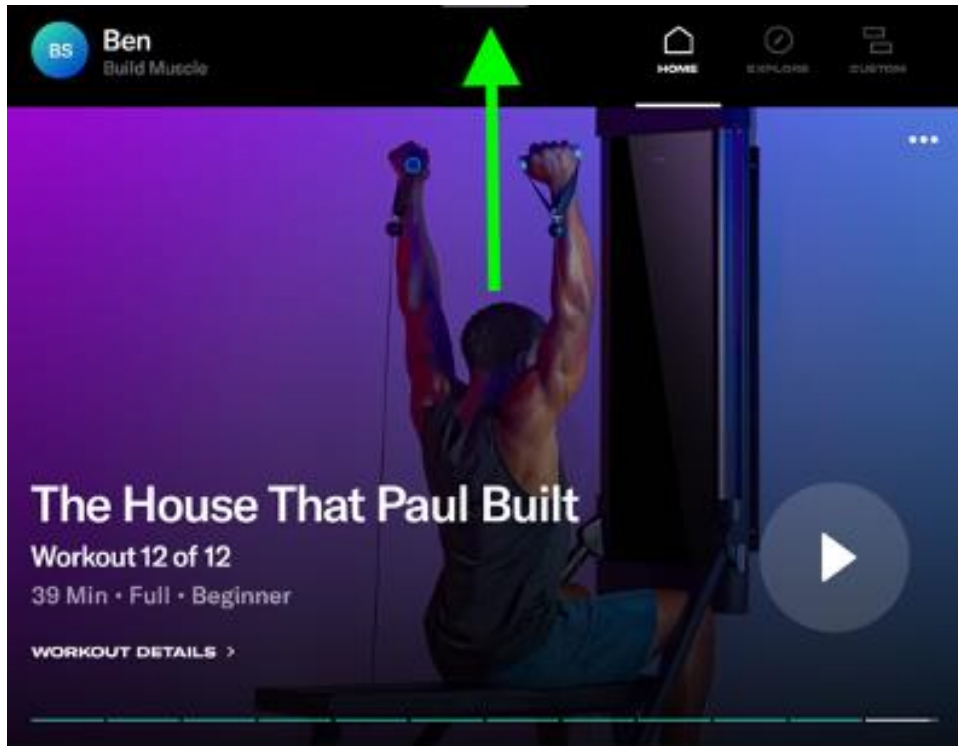 BS
Ben
Build Muscle
HOME
EXPLORE
CUSTOM
The House That Paul Built
Workout 12 of 12
39 Min • Full • Beginner
WORKOUT DETAILS >